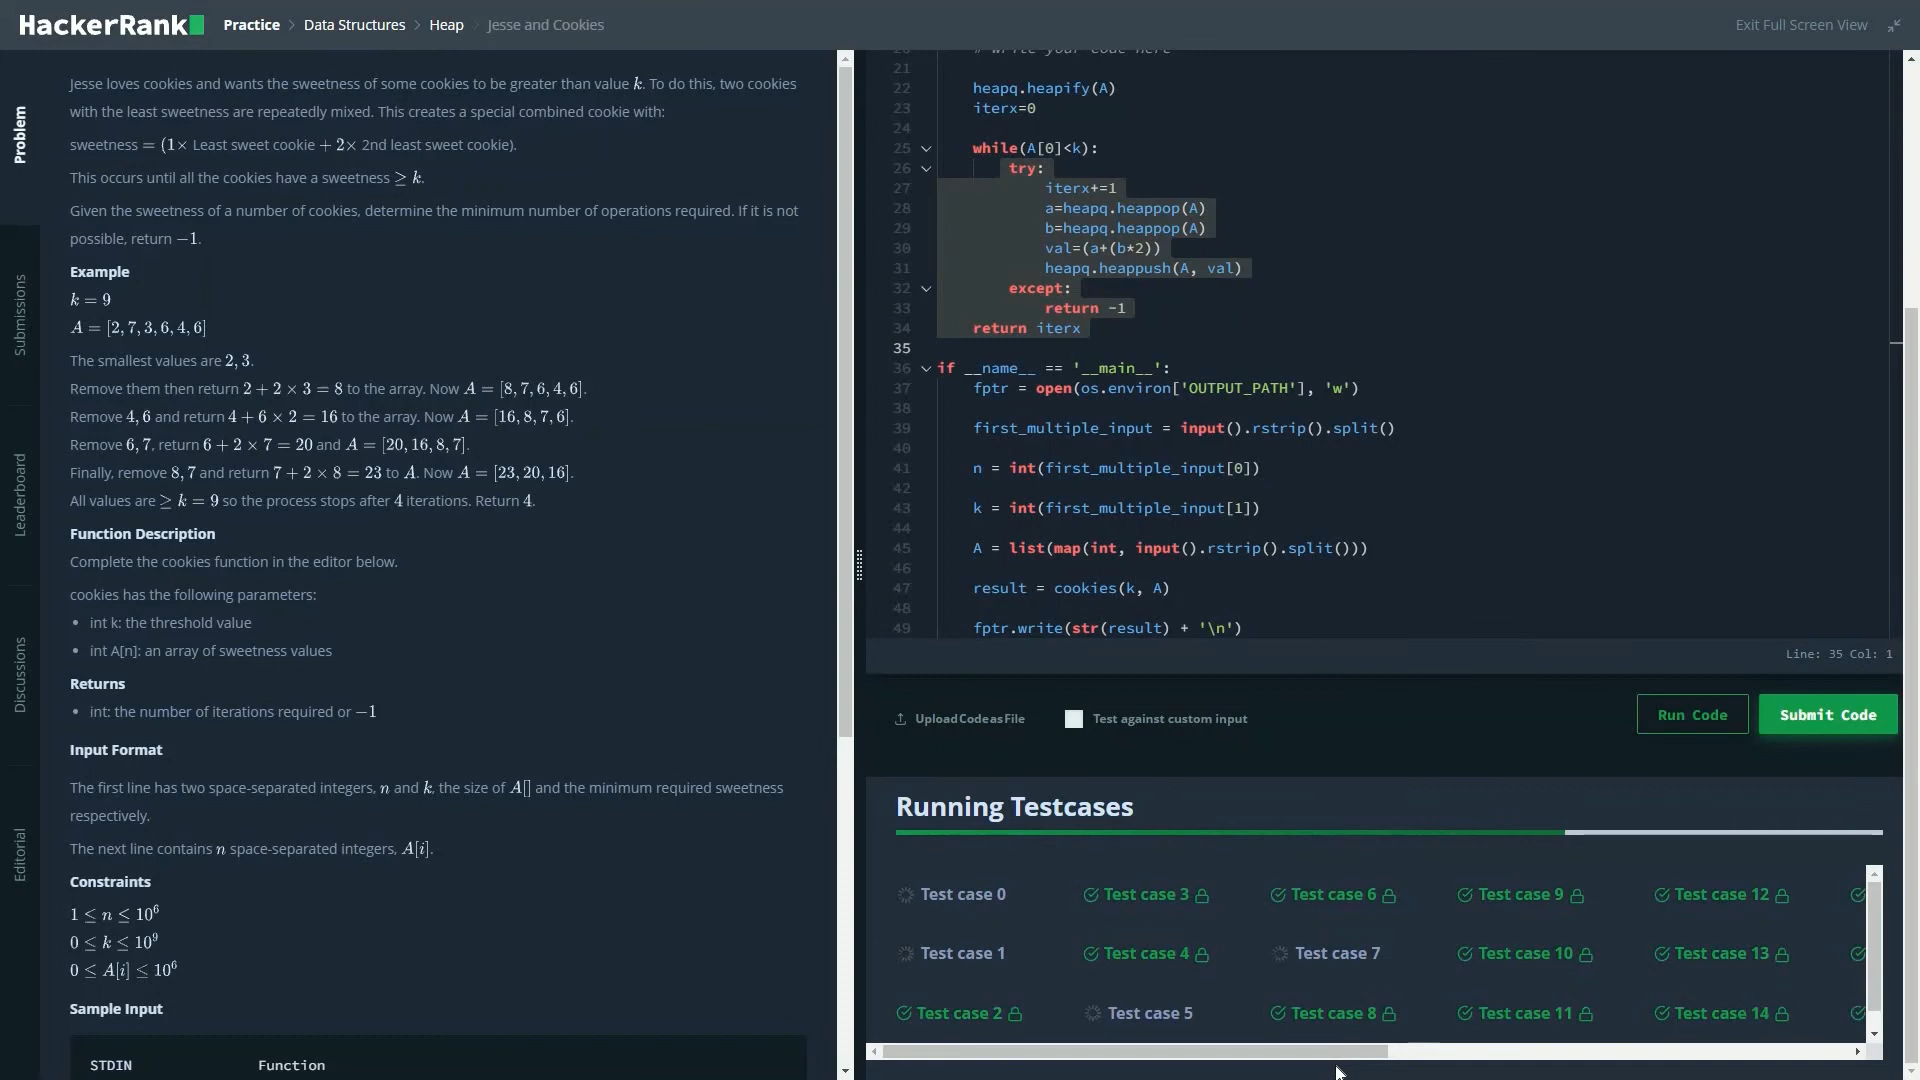 HackerRank Practice > Data Structures > Heap > Jesse and Cookies Exit Full Screen View
Problem
Submissions
Leaderboard
Discussions
Editorial
Jesse loves cookies and wants the sweetness of some cookies to be greater than value k. To do this, two cookies
with the least sweetness are repeatedly mixed. This creates a special combined cookie with:
sweetness = (1× Least sweet cookie + 2× 2nd least sweet cookie).
This occurs until all the cookies have a sweetness ≥ k.
Given the sweetness of a number of cookies, determine the minimum number of operations required. If it is not
possible, return −1.
Example
k = 9
A = [2, 7, 3, 6, 4, 6]
The smallest values are 2, 3.
Remove them then return 2 + 2 × 3 = 8 to the array. Now A = [8, 7, 6, 4, 6].
Remove 4, 6 and return 4 + 6 × 2 = 16 to the array. Now A = [16, 8, 7, 6].
Remove 6, 7, return 6 + 2 × 7 = 20 and A = [20, 16, 8, 7].
Finally, remove 8, 7 and return 7 + 2 × 8 = 23 to A. Now A = [23, 20, 16].
All values are ≥ k = 9 so the process stops after 4 iterations. Return 4.
Function Description
Complete the cookies function in the editor below.
cookies has the following parameters:
• int k: the threshold value
• int A[n]: an array of sweetness values
Returns
• int: the number of iterations required or −1
Input Format
The first line has two space-separated integers, n and k, the size of A[] and the minimum required sweetness
respectively.
The next line contains n space-separated integers, A[i].
Constraints
1 ≤ n ≤ 10^6
0 ≤ k ≤ 10^9
0 ≤ A[i] ≤ 10^6
Sample Input
STDIN Function
20 # Write your code here
21
22 heapq.heapify(A)
23 iterx=0
24
25 while(A[0]<k):
26 try:
27 iterx+=1
28 a=heapq.heappop(A)
29 b=heapq.heappop(A)
30 val=(a+(b*2))
31 heapq.heappush(A, val)
32 except:
33 return -1
34 return iterx
35
36 if __name__ == '__main__':
37 fptr = open(os.environ['OUTPUT_PATH'], 'w')
38
39 first_multiple_input = input().rstrip().split()
40
41 n = int(first_multiple_input[0])
42
43 k = int(first_multiple_input[1])
44
45 A = list(map(int, input().rstrip().split()))
46
47 result = cookies(k, A)
48
49 fptr.write(str(result) + '\n')
Line: 35 Col: 1
Upload Code as File Test against custom input Run Code Submit Code
Running Testcases
Test case 0 Test case 3 Test case 6 Test case 9 Test case 12
Test case 1 Test case 4 Test case 7 Test case 10 Test case 13
Test case 2 Test case 5 Test case 8 Test case 11 Test case 14